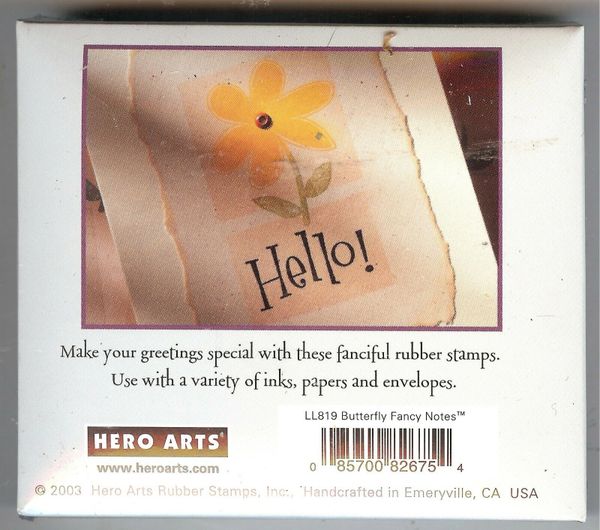 Hello!
Make your greetings special with these fanciful rubber stamps.
Use with a variety of inks, papers and envelopes.
LL819 Butterfly Fancy Notes™
HERO ARTS®
www.heroarts.com
0 85700 82675 4
© 2003 Hero Arts Rubber Stamps, Inc., Handcrafted in Emeryville, CA USA